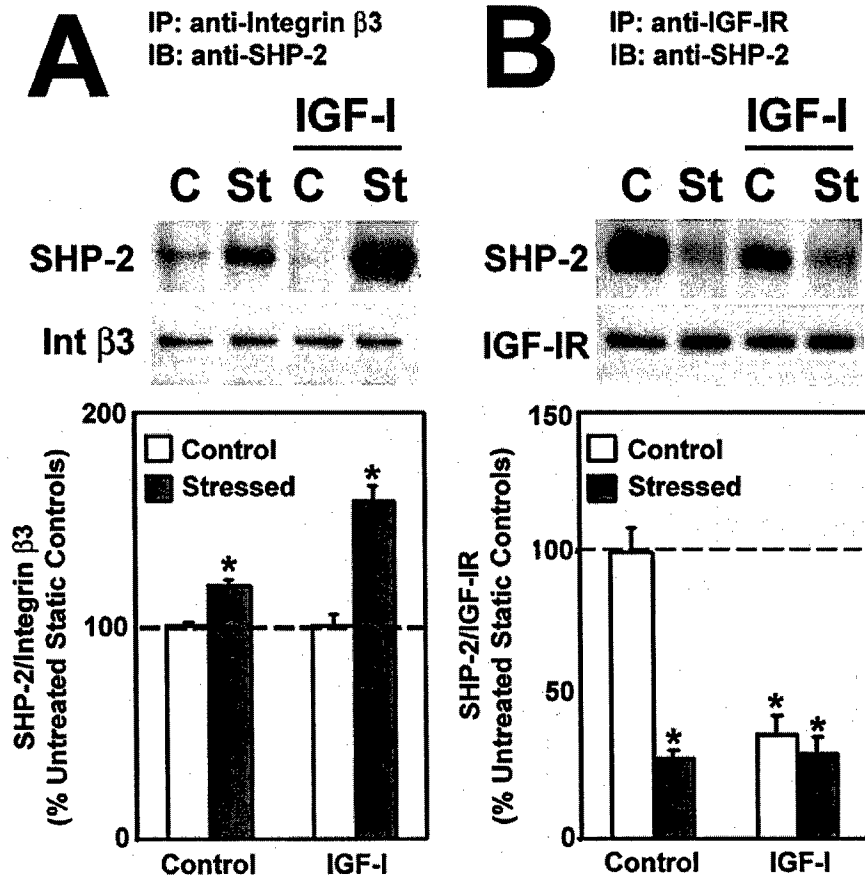 A
IP: anti-Integrin β3
IB: anti-SHP-2
IGF-I
C St C St
SHP-2
Int β3
200
100
0
SHP-2/Integrin β3
(% Untreated Static Controls)
Control
Stressed
*
*
Control IGF-I
B
IP: anti-IGF-IR
IB: anti-SHP-2
IGF-I
C St C St
SHP-2
IGF-IR
150
100
50
0
SHP-2/IGF-IR
(% Untreated Static Controls)
Control
Stressed
*
*
*
Control IGF-I